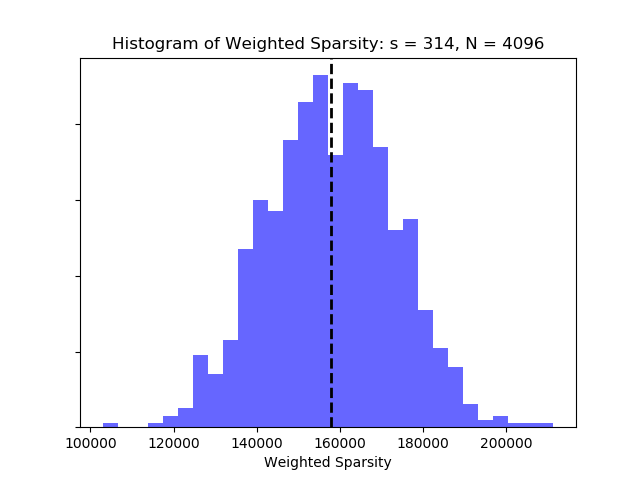 Histogram of Weighted Sparsity: s = 314, N = 4096
100000 120000 140000 160000 180000 200000
Weighted Sparsity